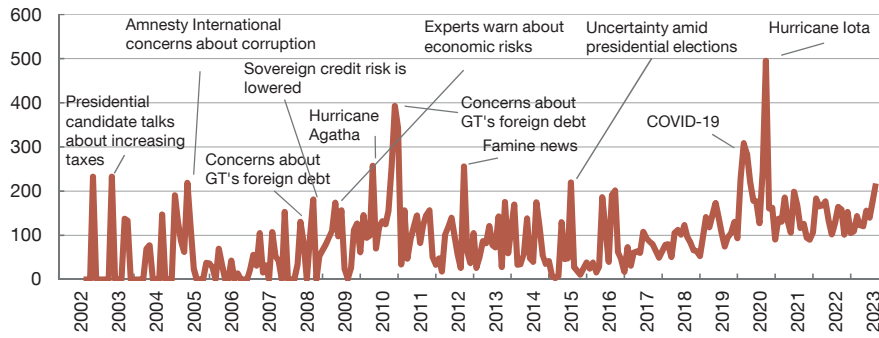 600
500
400
300
200
100
0
Amnesty International
concerns about corruption
Experts warn about
economic risks
Uncertainty amid
presidential elections
Hurricane Iota
Sovereign credit risk is
lowered
Presidential
candidate talks
about increasing
taxes
Hurricane
Agatha
Concerns about
GT's foreign debt
Concerns about
GT's foreign debt
Famine news
COVID-19
2002
2003
2004
2005
2006
2007
2008
2009
2010
2011
2012
2013
2014
2015
2016
2017
2018
2019
2020
2021
2022
2023